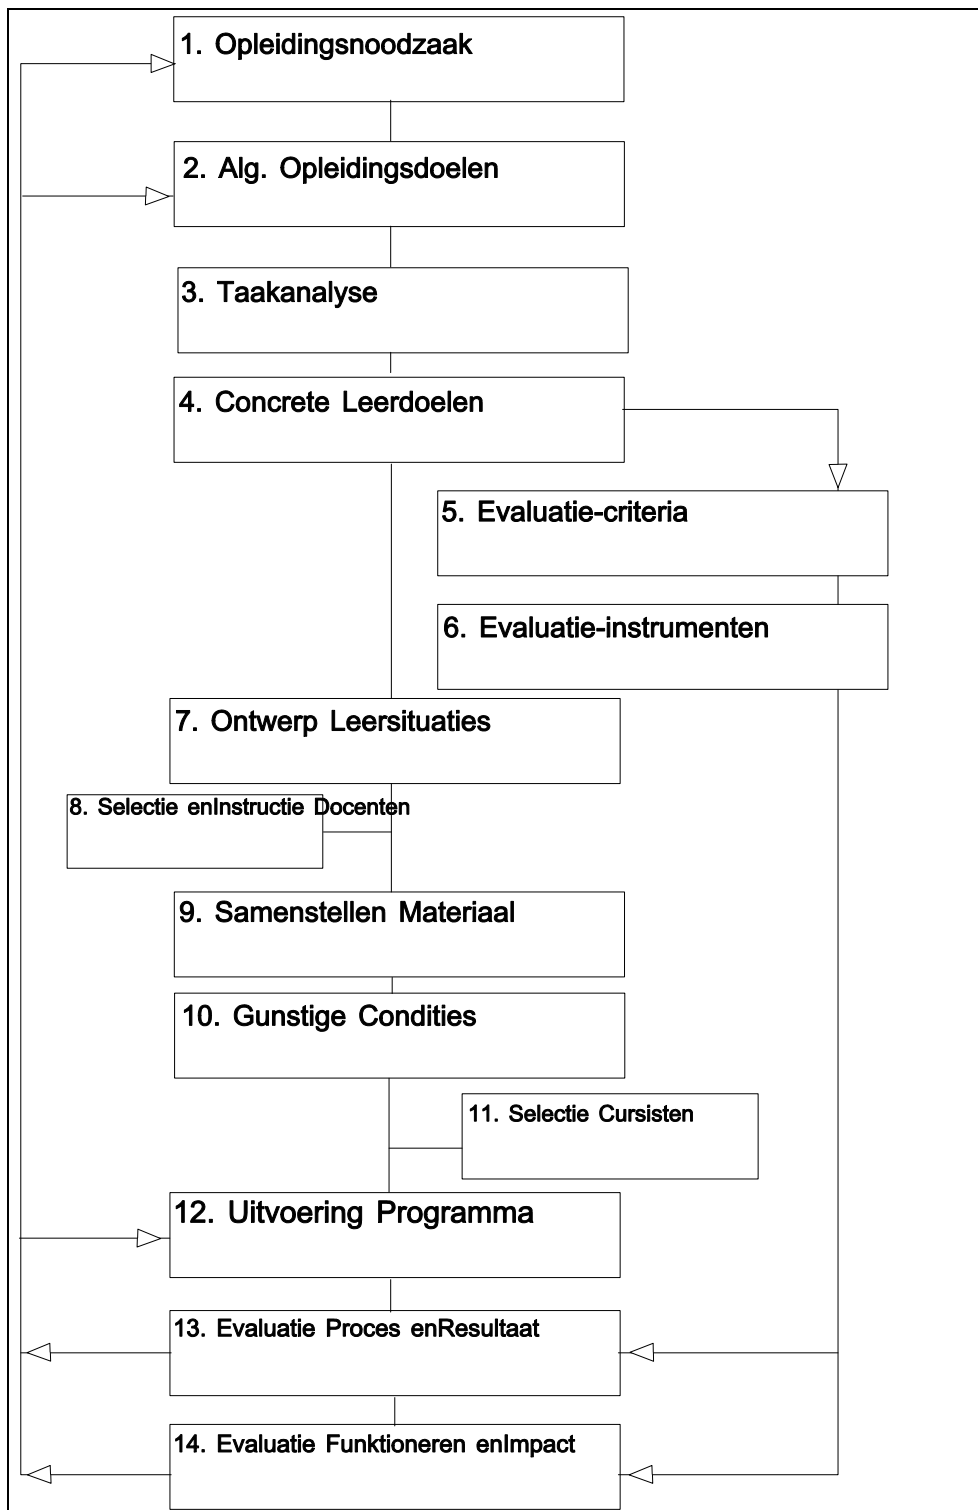 1. Opleidingsnoodzaak
2. Alg. Opleidingsdoelen
3. Taakanalyse
4. Concrete Leerdoelen
5. Evaluatie-criteria
6. Evaluatie-instrumenten
7. Ontwerp Leersituaties
8. Selectie enInstructie Docenten
9. Samenstellen Materiaal
10. Gunstige Condities
11. Selectie Cursisten
12. Uitvoering Programma
13. Evaluatie Proces enResultaat
14. Evaluatie Funktioneren enImpact